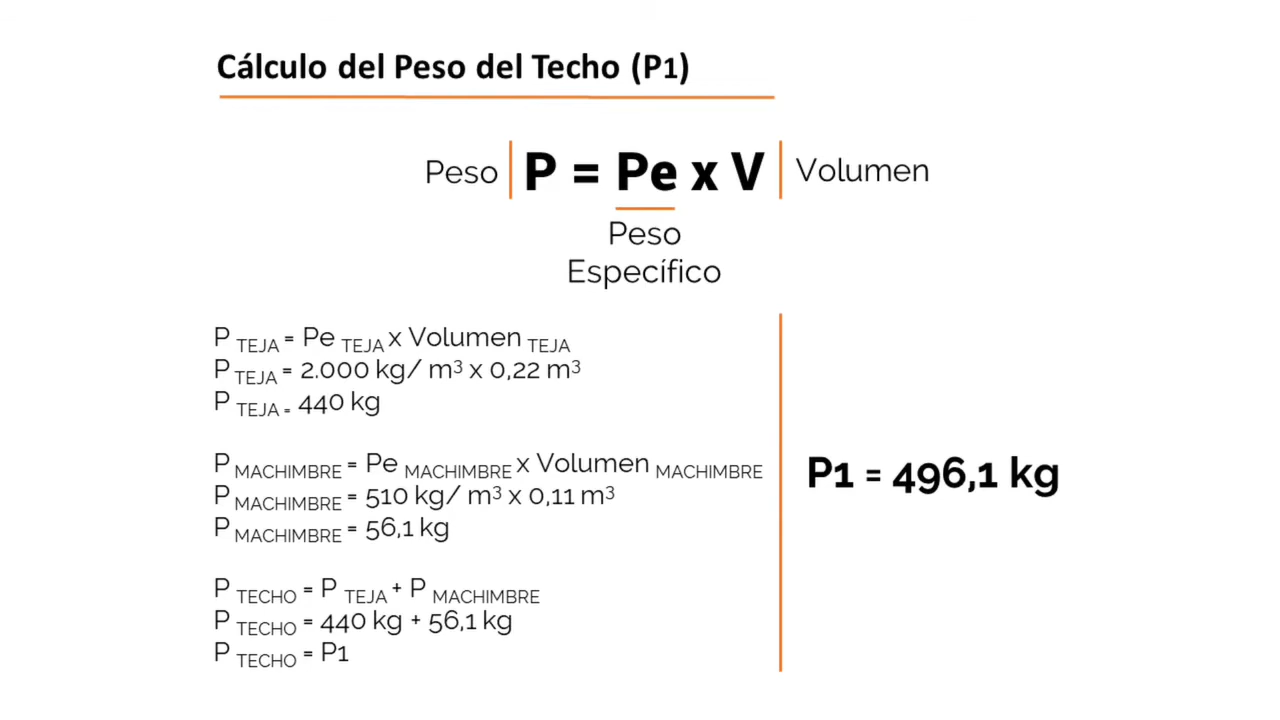 Cálculo del Peso del Techo (P1)
Peso | P = Pe x V | Volumen
Peso
Específico
P TEJA = Pe TEJA x Volumen TEJA
P TEJA = 2.000 kg/ m³ x 0,22 m³
P TEJA = 440 kg
P MACHIMBRE = Pe MACHIMBRE x Volumen MACHIMBRE
P MACHIMBRE = 510 kg/ m³ x 0,11 m³
P MACHIMBRE = 56,1 kg
P TECHO = P TEJA + P MACHIMBRE
P TECHO = 440 kg + 56,1 kg
P TECHO = P1
P1 = 496,1 kg